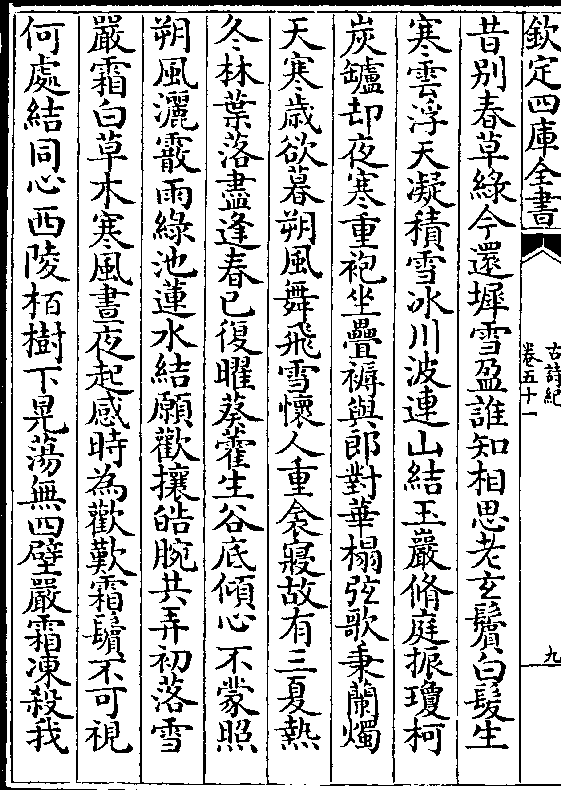 欽定四庫全書
古詩紀
卷五十一
九
昔别春草綠今還墀雪盈誰知相思老玄鬢白髮生
寒雲浮天凝積雪冰川波連山結玉巖脩庭振瓊柯
炭鑪却夜寒重袍坐疊褥與郎對華榻弦歌秉蘭燭
天寒歳欲暮朔風舞飛雪懷人重衾寢故有三夏熱
冬林葉落盡逢春已復曜葵藿生谷底傾心不蒙照
朔風灑霰雨綠池蓮水結願歡攘皓腕共弄初落雪
嚴霜白草木寒風晝夜起感時為歡歎霜鬢不可視
何處結同心西陵栢樹下晃蕩無四壁嚴霜凍殺我